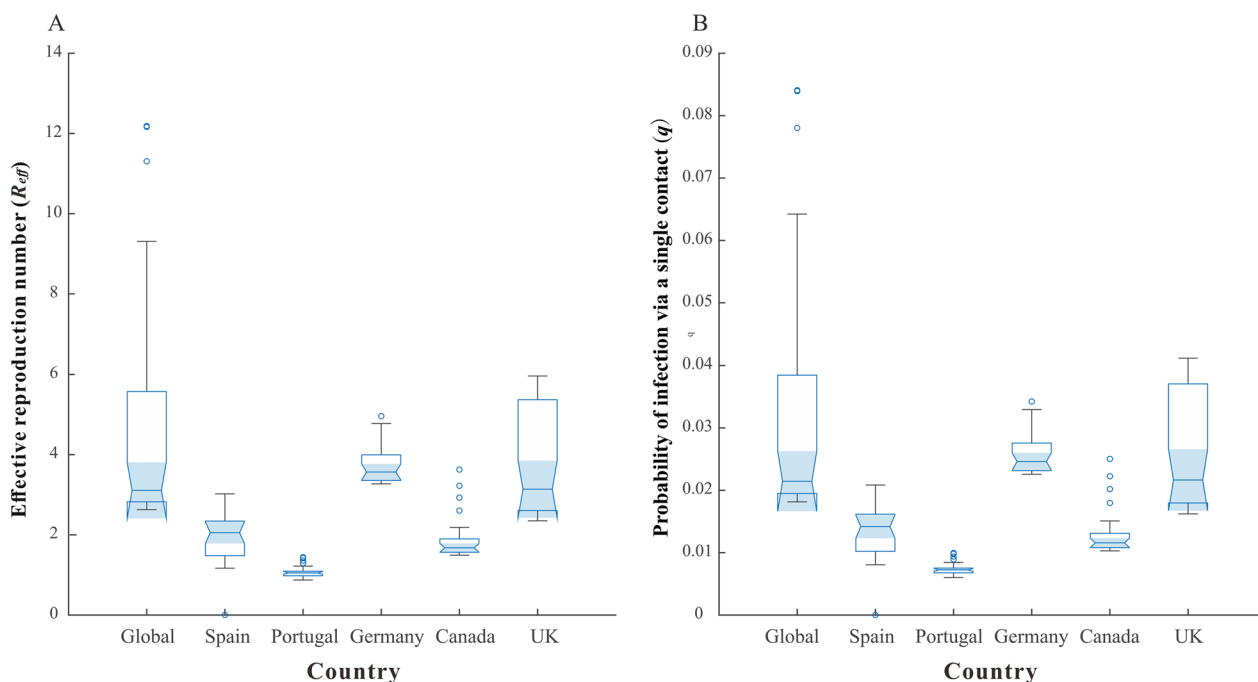 A
Effective reproduction number (Reff)
14
12
10
8
6
4
2
0
Global Spain Portugal Germany Canada UK
Country
B
Probability of infection via a single contact (q)
q
0.09
0.08
0.07
0.06
0.05
0.04
0.03
0.02
0.01
0
Global Spain Portugal Germany Canada UK
Country